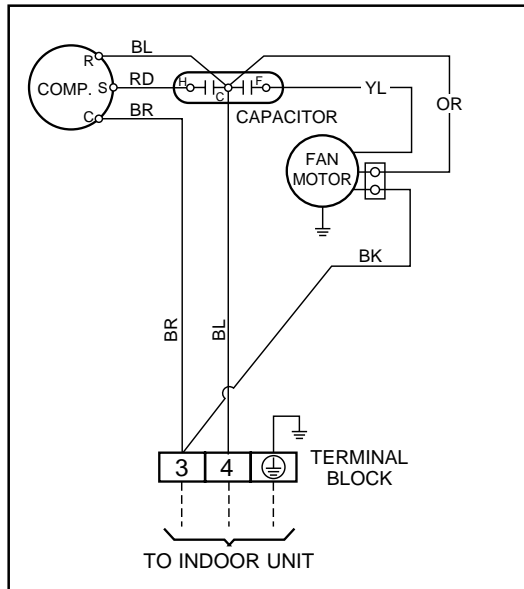 BL
R
COMP.
S
RD
H
C
F
YL
OR
C
BR
CAPACITOR
FAN
MOTOR
BK
BR
BL
3
4
TERMINAL
BLOCK
TO INDOOR UNIT